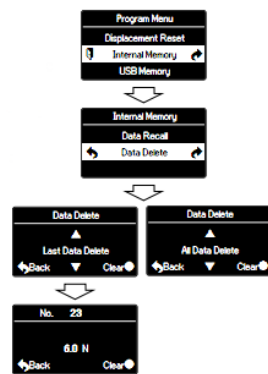 Program Menu
Displacement Reset
Internal Memory
USB Memory
Internal Memory
Data Recall
Data Delete
Data Delete
Last Data Delete
Back Clear
Data Delete
All Data Delete
Back Clear
No. 23
6.0 N
Back Clear